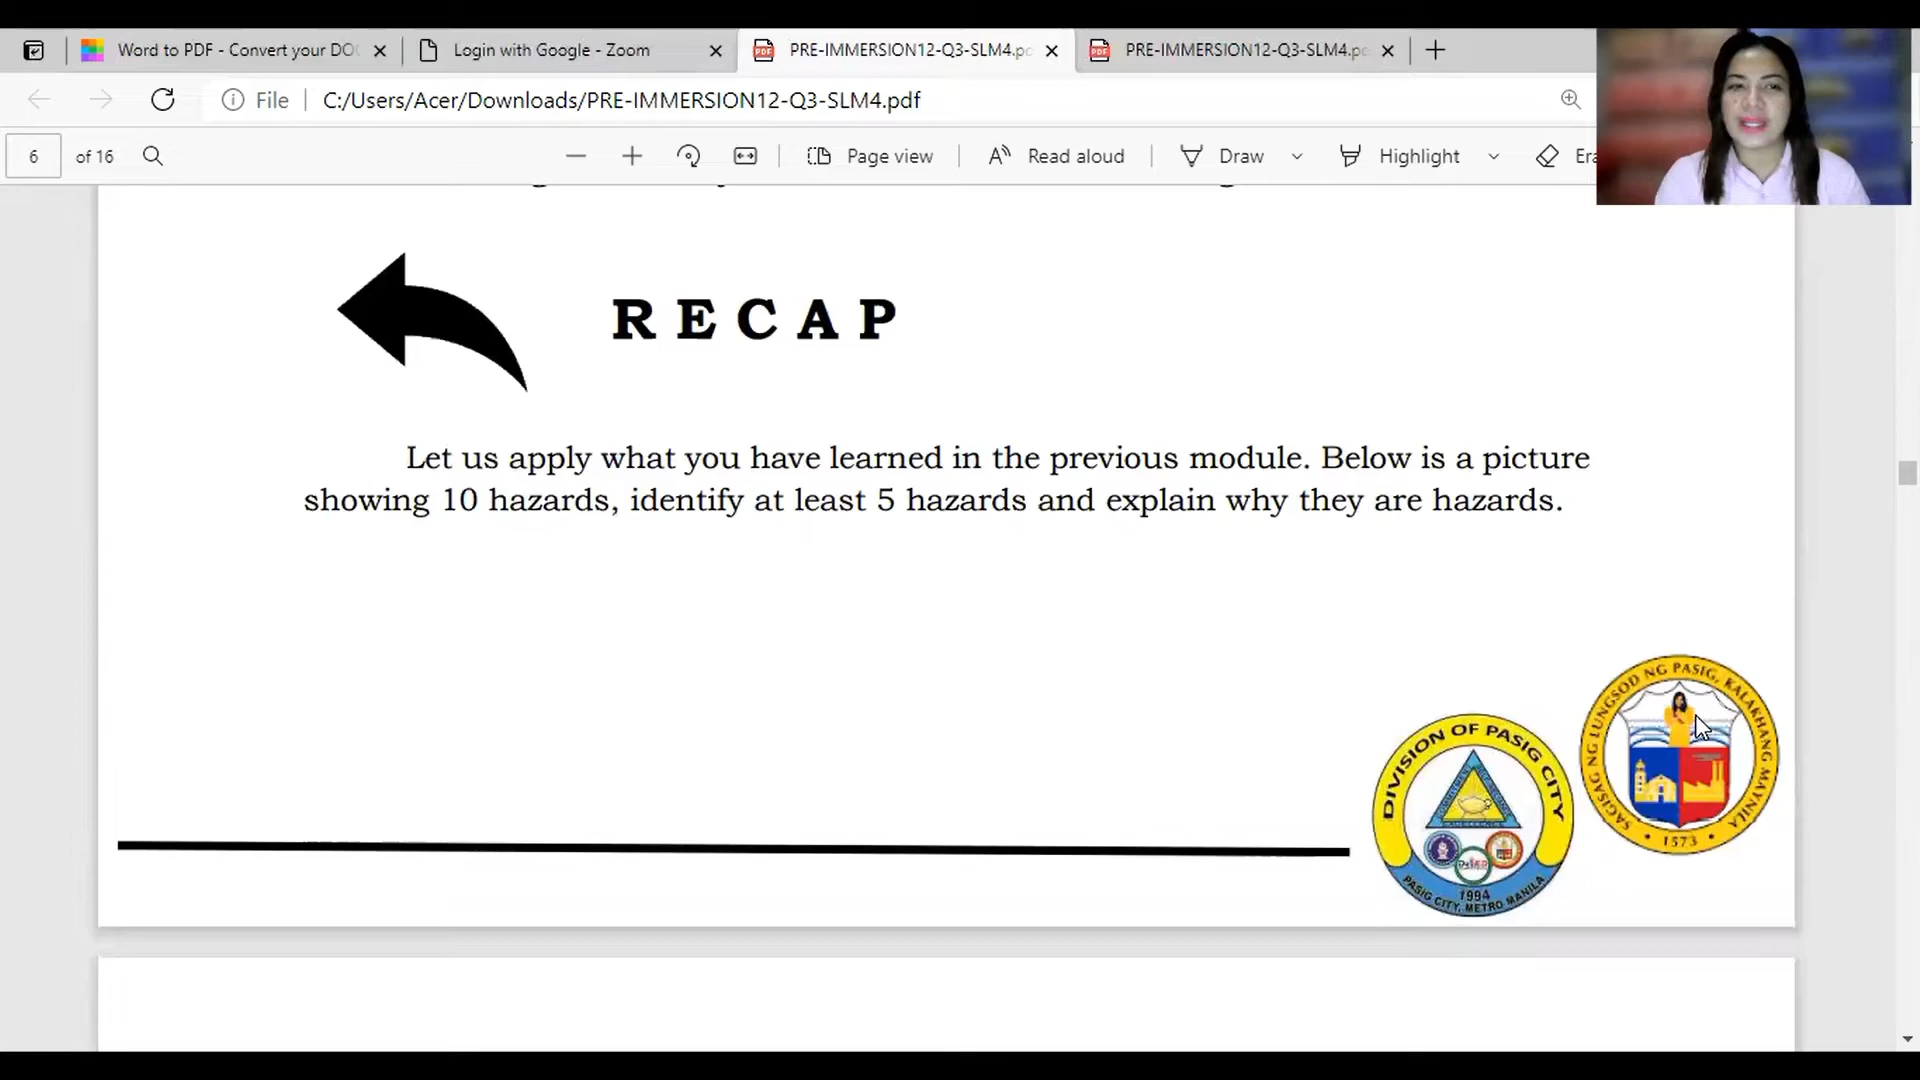 Word to PDF - Convert your DO
Login with Google - Zoom
PRE-IMMERSION12-Q3-SLM4.p
PRE-IMMERSION12-Q3-SLM4.p
File
C:/Users/Acer/Downloads/PRE-IMMERSION12-Q3-SLM4.pdf
6 of 16
Page view
Read aloud
Draw
Highlight
R E C A P
Let us apply what you have learned in the previous module. Below is a picture
showing 10 hazards, identify at least 5 hazards and explain why they are hazards.
SAGISAG NG LUNGSOD NG PASIG, KALAKHANG MAYNILA
1573
DIVISION OF PASIG CITY
1994
PASIG CITY, METRO MANILA